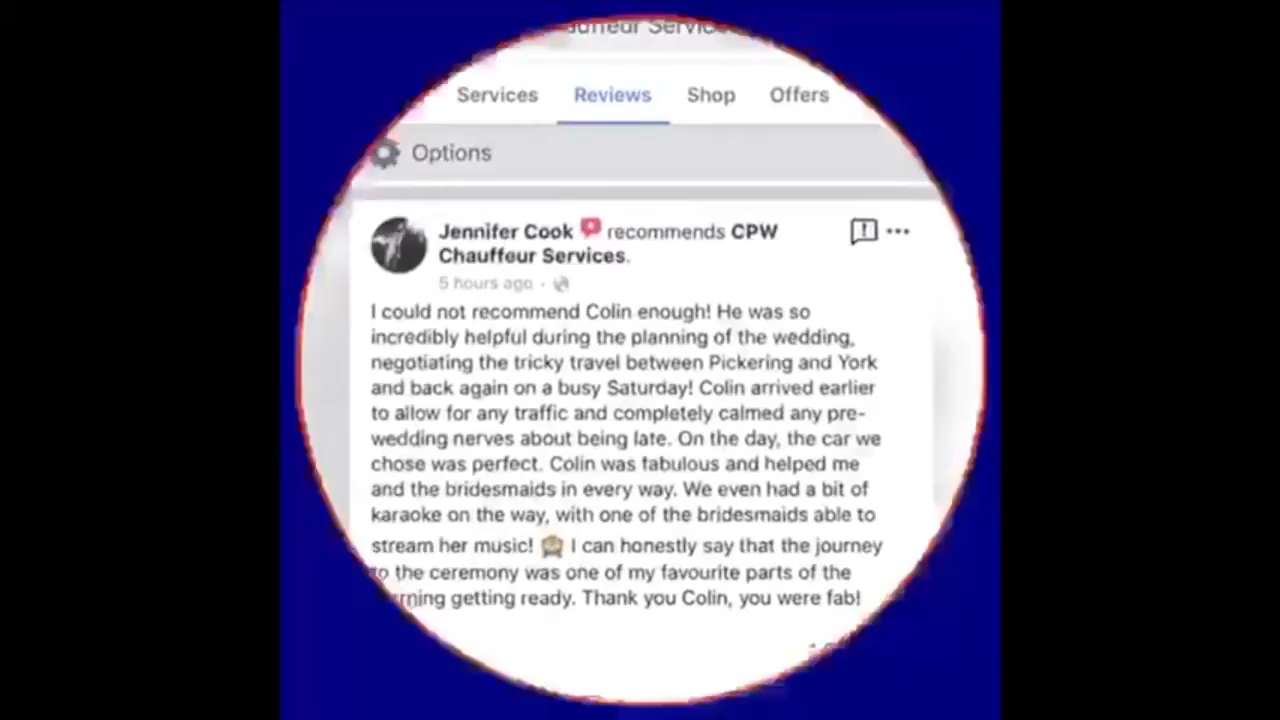 Chauffeur Services
Services Reviews Shop Offers
Options
Jennifer Cook recommends CPW
Chauffeur Services.
5 hours ago ·
I could not recommend Colin enough! He was so
incredibly helpful during the planning of the wedding,
negotiating the tricky travel between Pickering and York
and back again on a busy Saturday! Colin arrived earlier
to allow for any traffic and completely calmed any pre-
wedding nerves about being late. On the day, the car we
chose was perfect. Colin was fabulous and helped me
and the bridesmaids in every way. We even had a bit of
karaoke on the way, with one of the bridesmaids able to
stream her music! 🙈 I can honestly say that the journey
to the ceremony was one of my favourite parts of the
getting ready. Thank you Colin, you were fab!